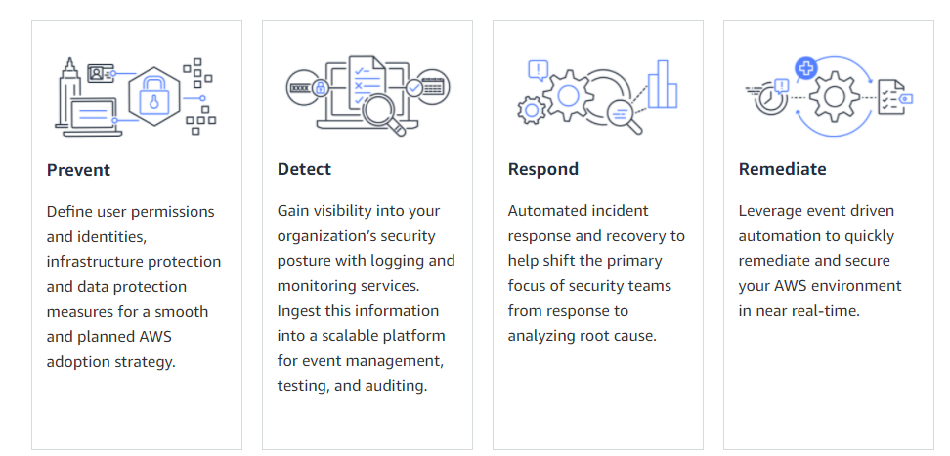 Prevent
Define user permissions
and identities,
infrastructure protection
and data protection
measures for a smooth
and planned AWS
adoption strategy.
Detect
Gain visibility into your
organization's security
posture with logging and
monitoring services.
Ingest this information
into a scalable platform
for event management,
testing, and auditing.
Respond
Automated incident
response and recovery to
help shift the primary
focus of security teams
from response to
analyzing root cause.
Remediate
Leverage event driven
automation to quickly
remediate and secure
your AWS environment
in near real-time.